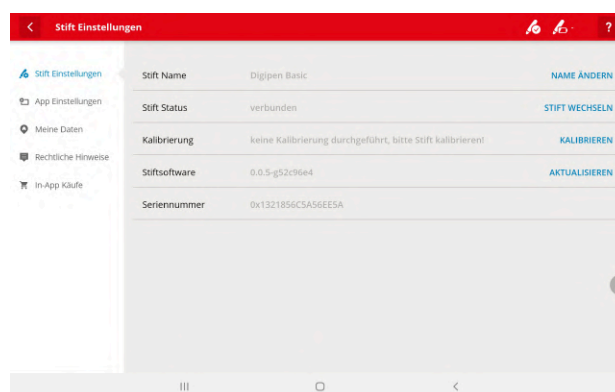 Stift Einstellungen
?
Stift Einstellungen
App Einstellungen
Meine Daten
Rechtliche Hinweise
In-App Käufe
Stift Name Digipen Basic NAME ÄNDERN
Stift Status verbunden STIFT WECHSELN
Kalibrierung keine Kalibrierung durchgeführt, bitte Stift kalibrieren! KALIBRIEREN
Stiftsoftware 0.0.5-g52c96e4 AKTUALISIEREN
Seriennummer 0x1321856C5A56EE5A